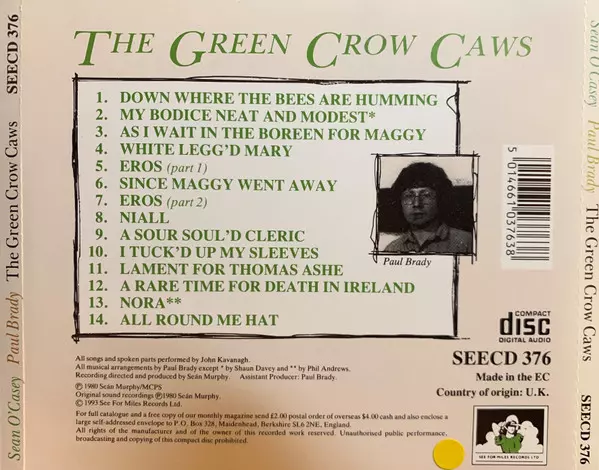 THE GREEN CROW CAWS
1. DOWN WHERE THE BEES ARE HUMMING
2. MY BODICE NEAT AND MODEST*
3. AS I WAIT IN THE BOREEN FOR MAGGY
4. WHITE LEGG'D MARY
5. EROS (part 1)
6. SINCE MAGGY WENT AWAY
7. EROS (part 2)
8. NIALL
9. A SOUR SOUL'D CLERIC
10. I TUCK'D UP MY SLEEVES
11. LAMENT FOR THOMAS ASHE
12. A RARE TIME FOR DEATH IN IRELAND
13. NORA**
14. ALL ROUND ME HAT
Paul Brady
5 014661 037638
COMPACT
disc
DIGITAL AUDIO
SEECD 376
Made in the EC
Country of origin: U.K.
All songs and spoken parts performed by John Kavanagh.
All musical arrangements by Paul Brady except * by Shaun Davey and ** by Phil Andrews.
Recording directed and produced by Seán Murphy. Assistant Producer: Paul Brady.
℗ 1980 Seán Murphy/MCPS
Original sound recordings ℗1980 Seán Murphy.
© 1993 See For Miles Records Ltd.
For full catalogue and a free copy of our monthly magazine send £2.00 postal order of overseas $4.00 cash and also enclose a
large self-addressed envelope to P.O. Box 328, Maidenhead, Berkshire SL6 2NE, England.
All rights of the manufacturer and of the owner of this recorded work reserved. Unauthorised public performance,
broadcasting and copying of this compact disc prohibited.
SEE FOR MILES RECORDS LTD
Sean O'Casey Paul Brady The Green Crow Caws SEECD 376
Sean O'Casey Paul Brady The Green Crow Caws SEECD 376